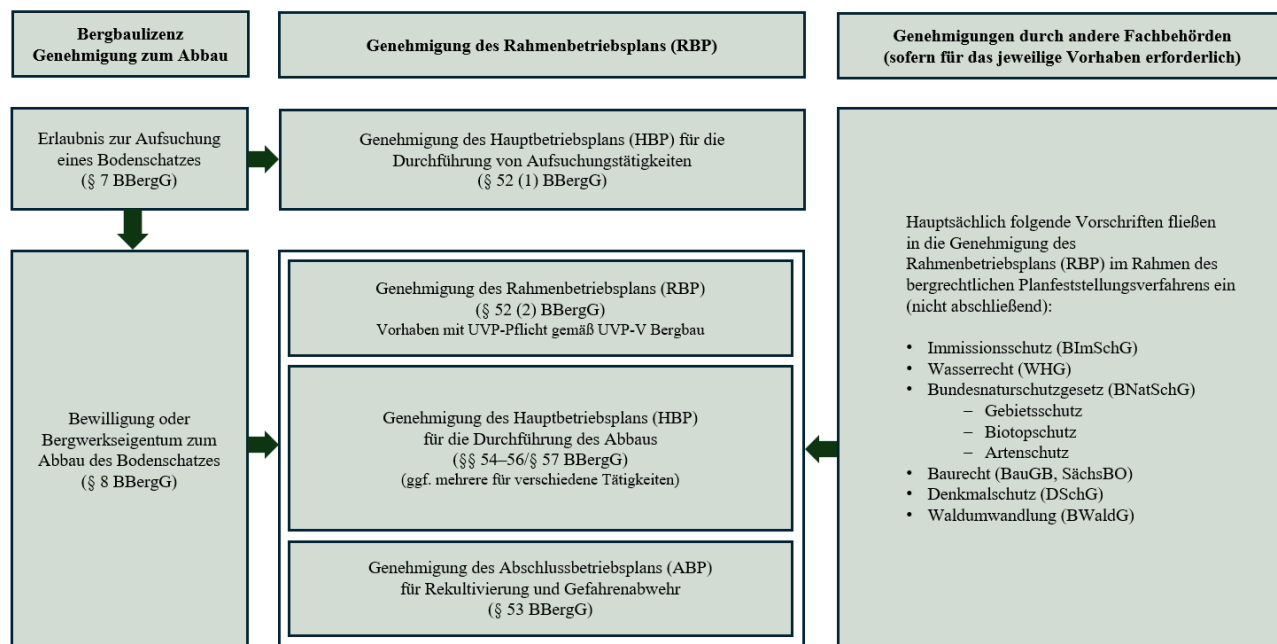 Bergbaulizenz
Genehmigung zum Abbau
Genehmigung des Rahmenbetriebsplans (RBP)
Genehmigungen durch andere Fachbehörden
(sofern für das jeweilige Vorhaben erforderlich)
Erlaubnis zur Aufsuchung
eines Bodenschatzes
(§ 7 BBergG)
Genehmigung des Hauptbetriebsplans (HBP) für die
Durchführung von Aufsuchungstätigkeiten
(§ 52 (1) BBergG)
Bewilligung oder
Bergwerkseigentum zum
Abbau des Bodenschatzes
(§ 8 BBergG)
Genehmigung des Rahmenbetriebsplans (RBP)
(§ 52 (2) BBergG)
Vorhaben mit UVP-Pflicht gemäß UVP-V Bergbau
Genehmigung des Hauptbetriebsplans (HBP)
für die Durchführung des Abbaus
(§§ 54–56/§ 57 BBergG)
(ggf. mehrere für verschiedene Tätigkeiten)
Genehmigung des Abschlussbetriebsplans (ABP)
für Rekultivierung und Gefahrenabwehr
(§ 53 BBergG)
Hauptsächlich folgende Vorschriften fließen
in die Genehmigung des
Rahmenbetriebsplans (RBP) im Rahmen des
bergrechtlichen Planfeststellungsverfahrens ein
(nicht abschließend):
• Immissionsschutz (BImSchG)
• Wasserrecht (WHG)
• Bundesnaturschutzgesetz (BNatSchG)
– Gebietsschutz
– Biotopschutz
– Artenschutz
• Baurecht (BauGB, SächsBO)
• Denkmalschutz (DSchG)
• Waldumwandlung (BWaldG)